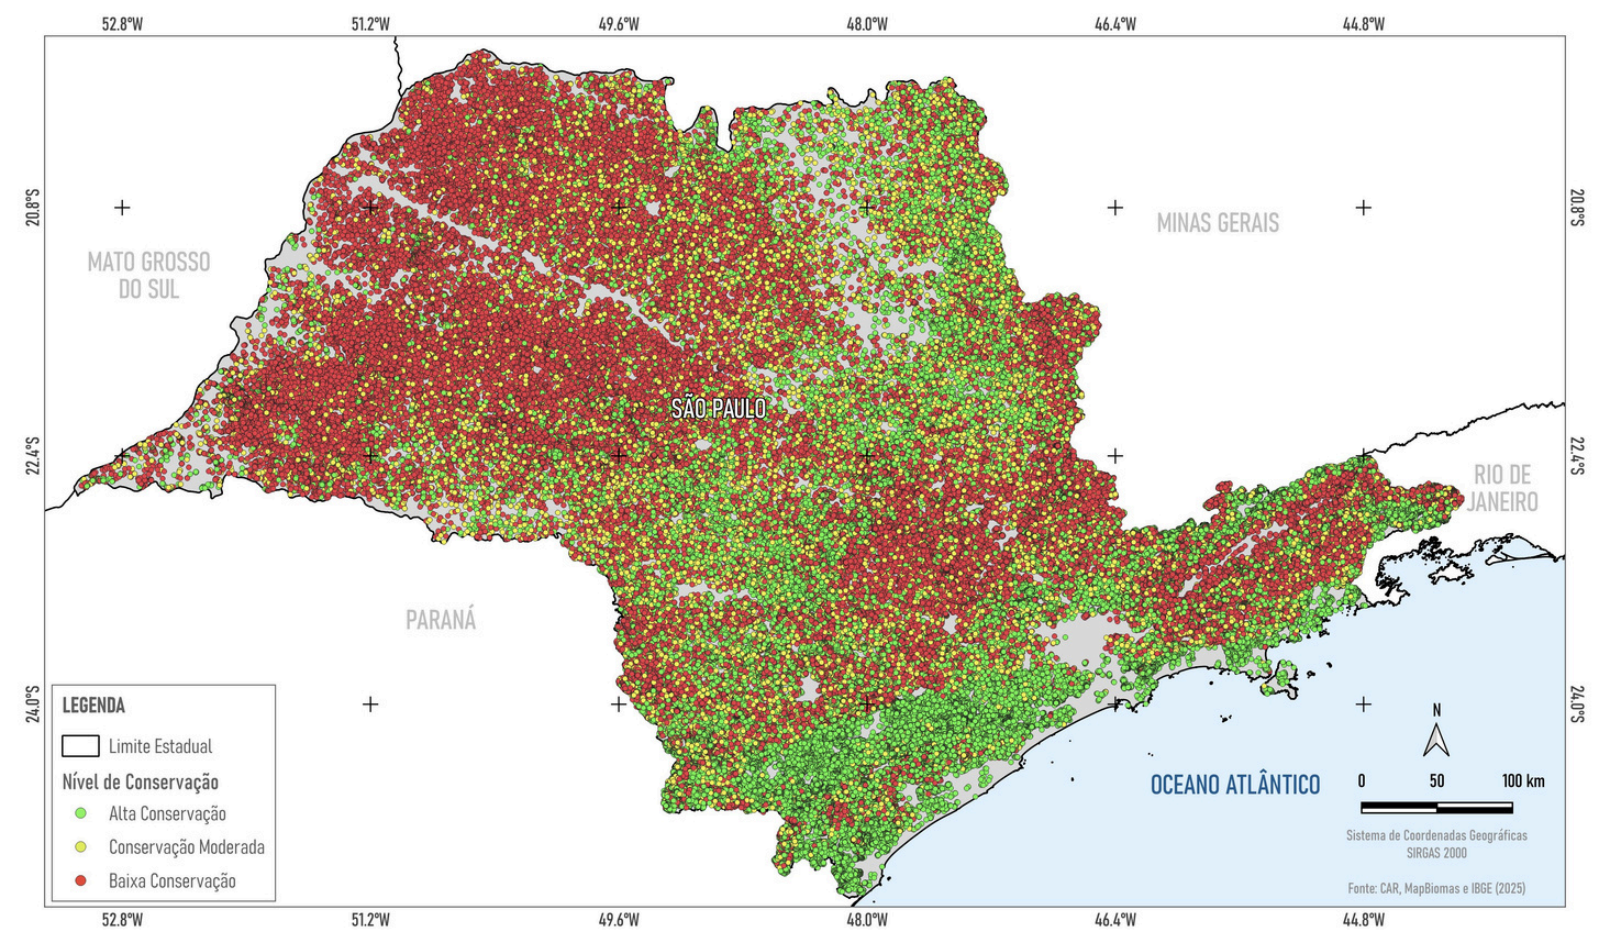 52.8°W
51.2°W
49.6°W
48.0°W
46.4°W
44.8°W
20.8°S
20.8°S
MINAS GERAIS
MATO GROSSO
DO SUL
SÃO PAULO
22.4°S
22.4°S
RIO DE
JANEIRO
PARANÁ
24.0°S
24.0°S
LEGENDA
Limite Estadual
Nível de Conservação
Alta Conservação
Conservação Moderada
Baixa Conservação
N
OCEANO ATLÂNTICO
0 50 100 km
Sistema de Coordenadas Geográficas
SIRGAS 2000
Fonte: CAR, MapBiomas e IBGE (2025)
52.8°W
51.2°W
49.6°W
48.0°W
46.4°W
44.8°W